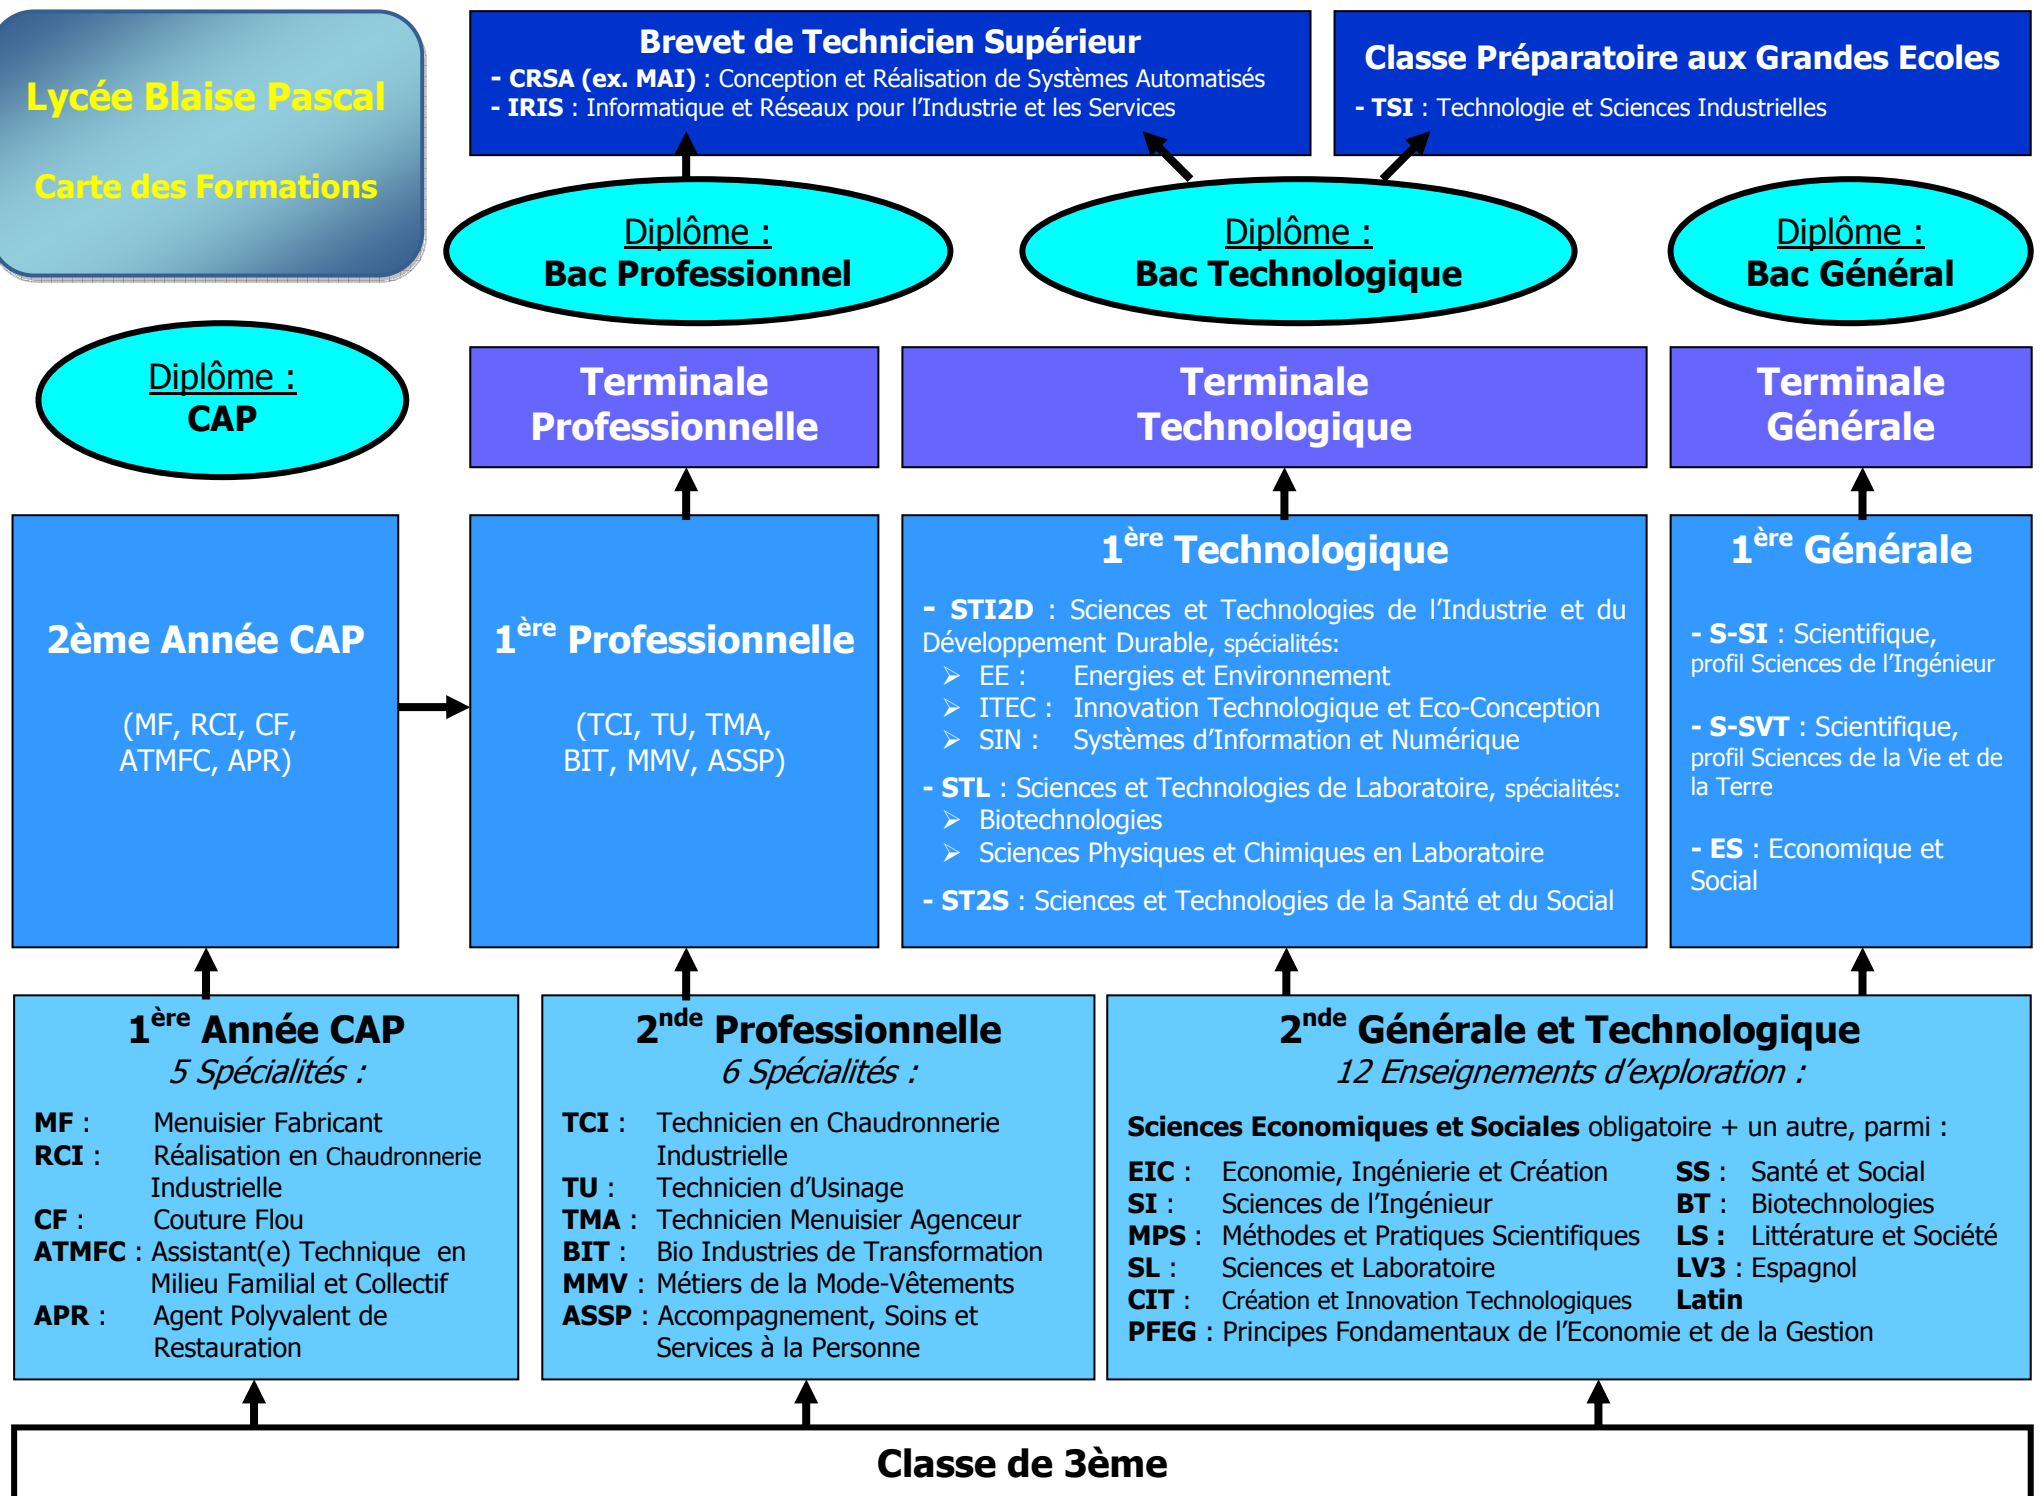 Lycée Blaise Pascal
Carte des Formations
Brevet de Technicien Supérieur
- CRSA (ex. MAI) : Conception et Réalisation de Systèmes Automatisés
- IRIS : Informatique et Réseaux pour l'Industrie et les Services
Classe Préparatoire aux Grandes Ecoles
- TSI : Technologie et Sciences Industrielles
Diplôme :
Bac Professionnel
Diplôme :
Bac Technologique
Diplôme :
Bac Général
Diplôme :
CAP
Terminale
Professionnelle
Terminale
Technologique
Terminale
Générale
2ème Année CAP
(MF, RCI, CF,
ATMFC, APR)
1ère Professionnelle
(TCI, TU, TMA,
BIT, MMV, ASSP)
1ère Technologique
- STI2D : Sciences et Technologies de l'Industrie et du
Développement Durable, spécialités:
➢ EE : Energies et Environnement
➢ ITEC : Innovation Technologique et Eco-Conception
➢ SIN : Systèmes d'Information et Numérique
- STL : Sciences et Technologies de Laboratoire, spécialités:
➢ Biotechnologies
➢ Sciences Physiques et Chimiques en Laboratoire
- ST2S : Sciences et Technologies de la Santé et du Social
1ère Générale
- S-SI : Scientifique,
profil Sciences de l'Ingénieur
- S-SVT : Scientifique,
profil Sciences de la Vie et de
la Terre
- ES : Economique et
Social
1ère Année CAP
5 Spécialités :
MF : Menuisier Fabricant
RCI : Réalisation en Chaudronnerie
Industrielle
CF : Couture Flou
ATMFC : Assistant(e) Technique en
Milieu Familial et Collectif
APR : Agent Polyvalent de
Restauration
2nde Professionnelle
6 Spécialités :
TCI : Technicien en Chaudronnerie
Industrielle
TU : Technicien d'Usinage
TMA : Technicien Menuisier Agenceur
BIT : Bio Industries de Transformation
MMV : Métiers de la Mode-Vêtements
ASSP : Accompagnement, Soins et
Services à la Personne
2nde Générale et Technologique
12 Enseignements d'exploration :
Sciences Economiques et Sociales obligatoire + un autre, parmi :
EIC : Economie, Ingénierie et Création SS : Santé et Social
SI : Sciences de l'Ingénieur BT : Biotechnologies
MPS : Méthodes et Pratiques Scientifiques LS : Littérature et Société
SL : Sciences et Laboratoire LV3 : Espagnol
CIT : Création et Innovation Technologiques Latin
PFEG : Principes Fondamentaux de l'Economie et de la Gestion
Classe de 3ème